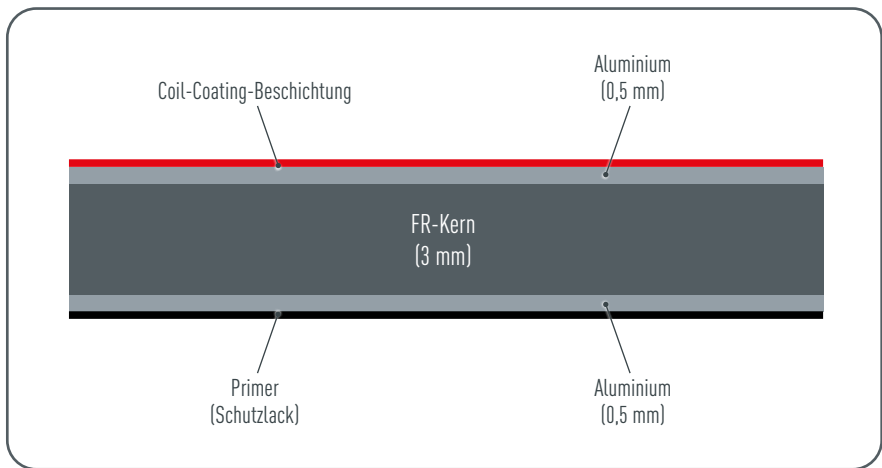 Coil-Coating-Beschichtung
Aluminium
(0,5 mm)
FR-Kern
(3 mm)
Primer
(Schutzlack)
Aluminium
(0,5 mm)